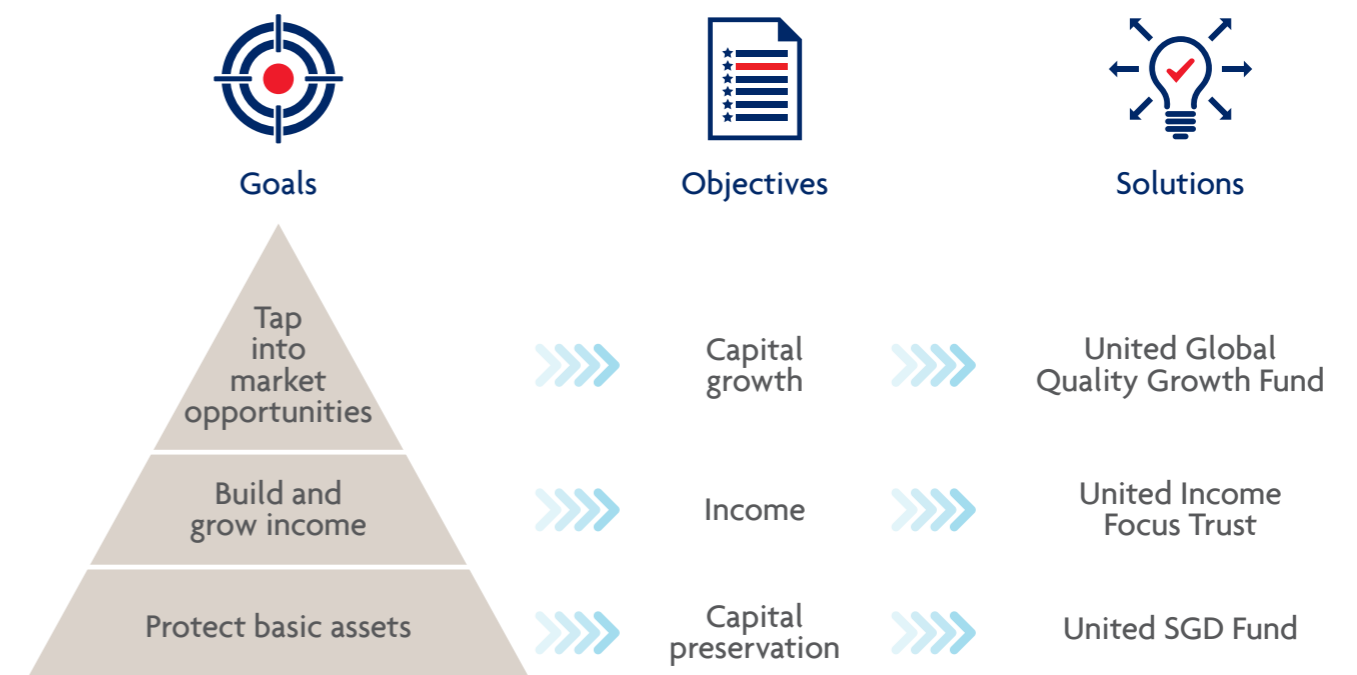 Goals
Objectives
Solutions
Tap
into
market
opportunities
Capital
growth
United Global
Quality Growth Fund
Build and
grow income
Income
United Income
Focus Trust
Protect basic assets
Capital
preservation
United SGD Fund